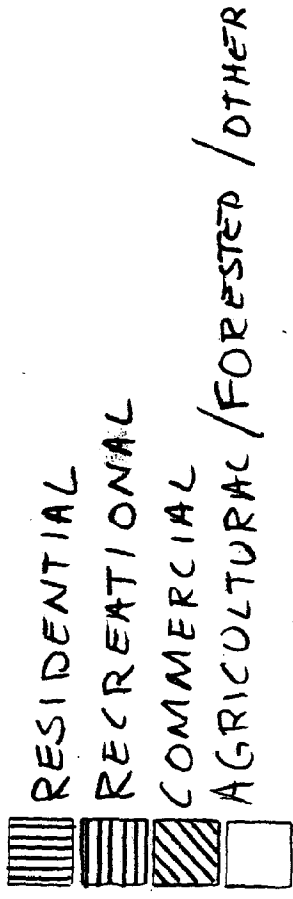 RESIDENTIAL
RECREATIONAL
COMMERCIAL
AGRICULTURAL/FORESTED/OTHER